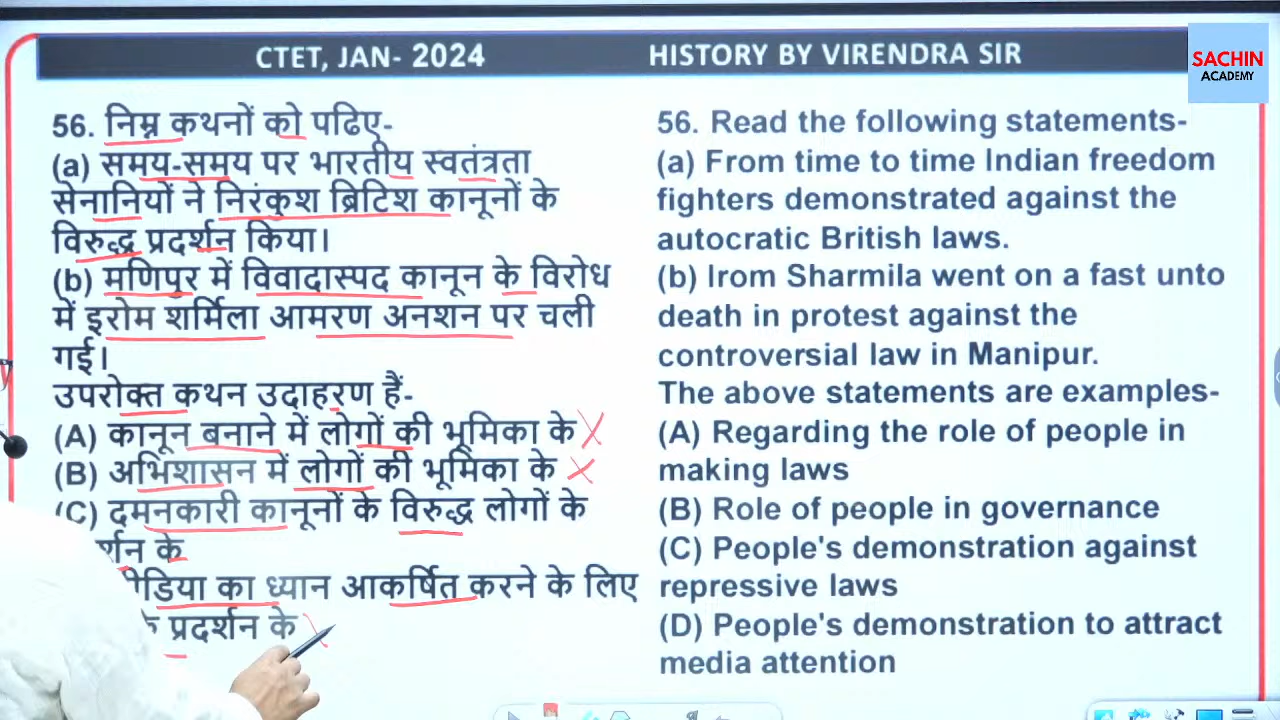 CTET, JAN- 2024
HISTORY BY VIRENDRA SIR
SACHIN
ACADEMY
56. निम्न कथनों को पढिए-
(a) समय-समय पर भारतीय स्वतंत्रता
सेनानियों ने निरंकुश ब्रिटिश कानूनों के
विरुद्ध प्रदर्शन किया।
(b) मणिपुर में विवादास्पद कानून के विरोध
में इरोम शर्मिला आमरण अनशन पर चली
गई।
उपरोक्त कथन उदाहरण हैं-
(A) कानून बनाने में लोगों की भूमिका के
(B) अभिशासन में लोगों की भूमिका के
(C) दमनकारी कानूनों के विरुद्ध लोगों के
के
का ध्यान आकर्षित करने के लिए
प्रदर्शन के
56. Read the following statements-
(a) From time to time Indian freedom
fighters demonstrated against the
autocratic British laws.
(b) Irom Sharmila went on a fast unto
death in protest against the
controversial law in Manipur.
The above statements are examples-
(A) Regarding the role of people in
making laws
(B) Role of people in governance
(C) People's demonstration against
repressive laws
(D) People's demonstration to attract
media attention